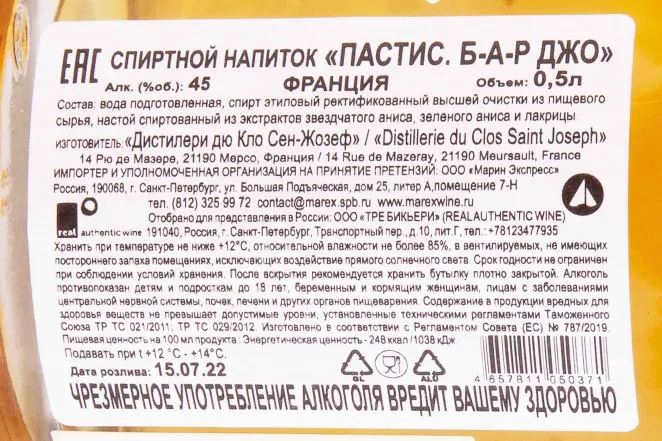 EAC СПИРТНОЙ НАПИТОК «ПАСТИС. Б-А-Р ДЖО»
Алк. (%об.): 45 ФРАНЦИЯ Объем: 0,5л
Состав: вода подготовленная, спирт этиловый ректификованный высшей очистки из пищевого
сырья, настой спиртованный из экстрактов звездчатого аниса, зеленого аниса и лакрицы
ИЗГОТОВИТЕЛЬ: «Дистилери дю Кло Сен-Жозеф» / «Distillerie du Clos Saint Joseph»
14 Рю де Мазере, 21190 Мерсо, Франция / 14 Rue de Mazeray, 21190 Meursault, France
ИМПОРТЕР И УПОЛНОМОЧЕННАЯ ОРГАНИЗАЦИЯ НА ПРИНЯТИЕ ПРЕТЕНЗИЙ: ООО «Марин Экспресс»
Россия, 190068, г. Санкт-Петербург, ул. Большая Подъяческая, дом 25, литер А,помещение 7-Н
тел. (812) 325 99 72 contact@marex.spb.ru www.marexwine.ru
Отобрано для представления в России: ООО «ТРЕ БИКЬЕРИ» (REALAUTHENTIC WINE)
real authentic wine 191040, Россия, г. Санкт-Петербург, Транспортный пер., д.10, лит.Г, тел.:+78123477935
Хранить при температуре не ниже +12°С, относительной влажности не более 85%, в вентилируемых, не имеющих
постороннего запаха помещениях, исключающих воздействие прямого солнечного света. Срок годности не ограничен
при соблюдении условий хранения. После вскрытия рекомендуется хранить бутылку плотно закрытой. Алкоголь
противопоказан детям и подросткам до 18 лет, беременным и кормящим женщинам, лицам с заболеваниями
центральной нервной системы, почек, печени и других органов пищеварения. Содержание в продукции вредных для
здоровья веществ не превышает допустимые уровни, установленные техническими регламентами Таможенного
Союза ТР ТС 021/2011; ТР ТС 029/2012. Изготовлено в соответствии с Регламентом Совета (ЕС) № 787/2019.
Пищевая ценность на 100 мл продукта : Энергетическая ценность - 248 ккал /1038 кДж.
Подавать при t +12 °С - +14°С.
Дата розлива: 15.07.22 GL ALU 4657811050371
ЧРЕЗМЕРНОЕ УПОТРЕБЛЕНИЕ АЛКОГОЛЯ ВРЕДИТ ВАШЕМУ ЗДОРОВЬЮ